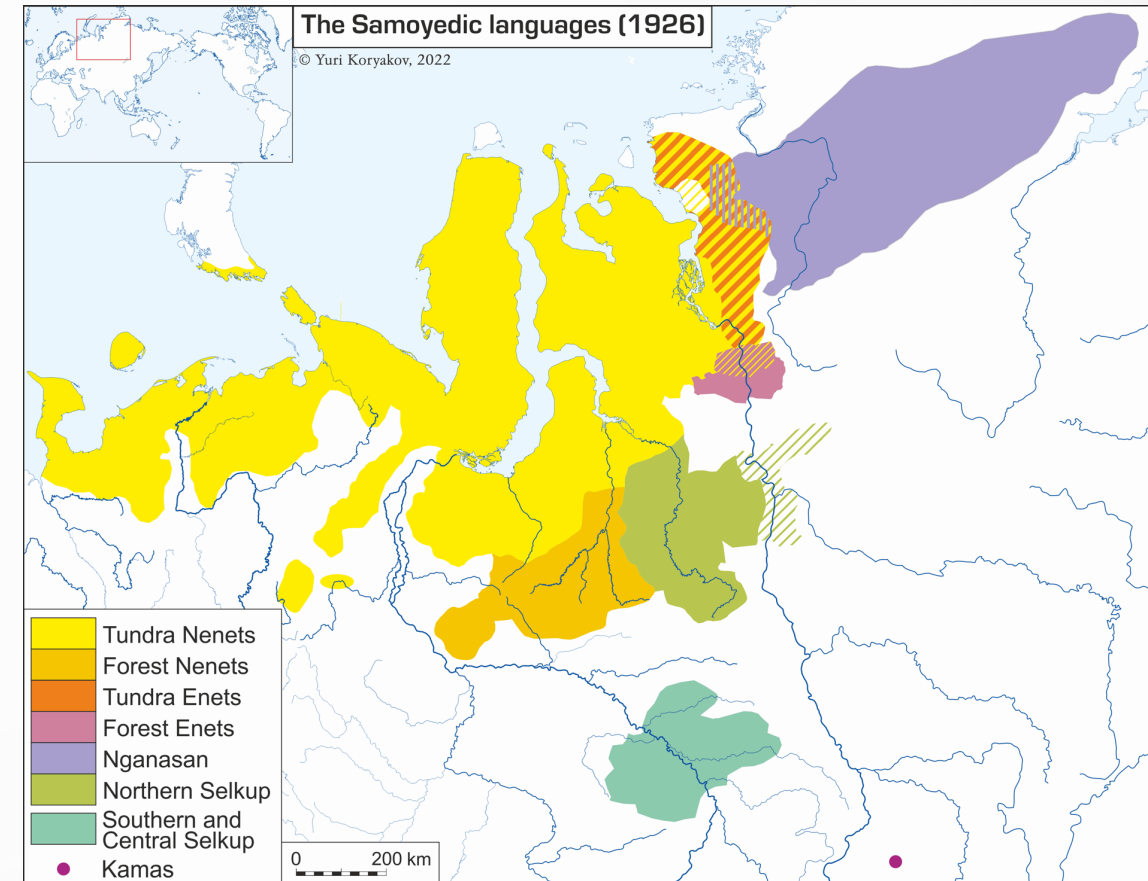 The Samoyedic languages (1926)
© Yuri Koryakov, 2022
Tundra Nenets
Forest Nenets
Tundra Enets
Forest Enets
Nganasan
Northern Selkup
Southern and
Central Selkup
Kamas
0 200 km